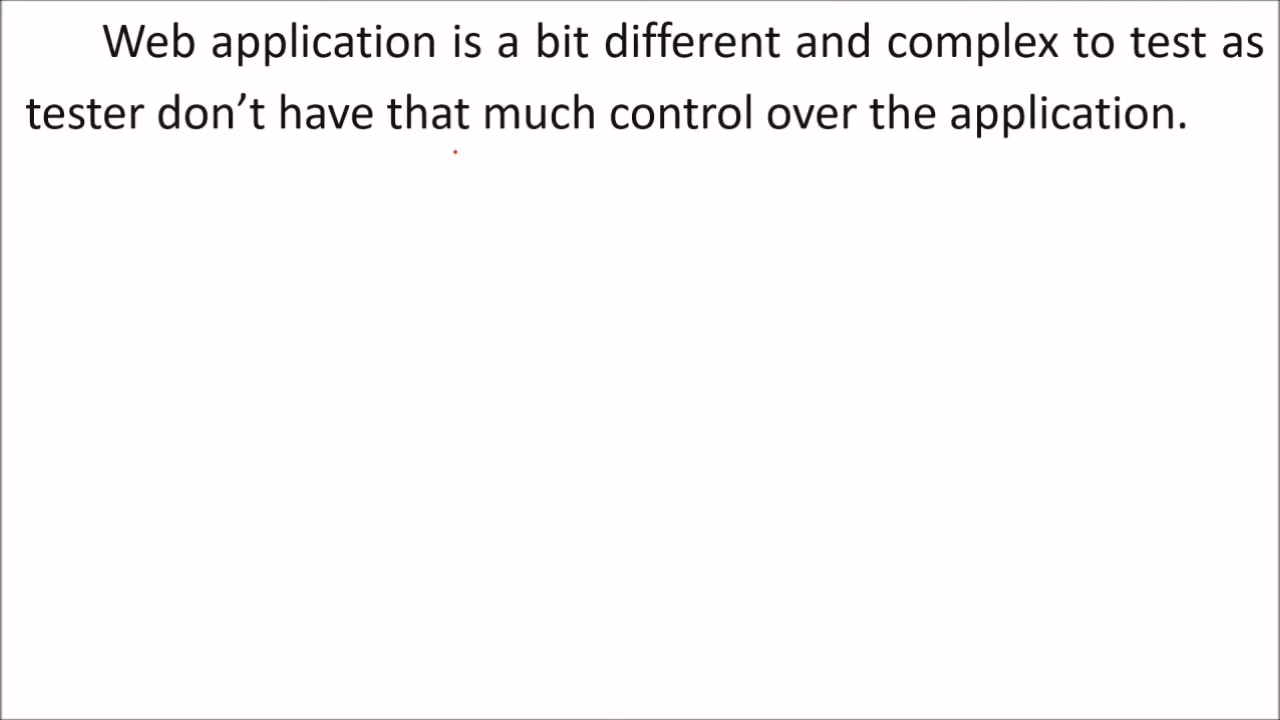 Web application is a bit different and complex to test as
tester don’t have that much control over the application.